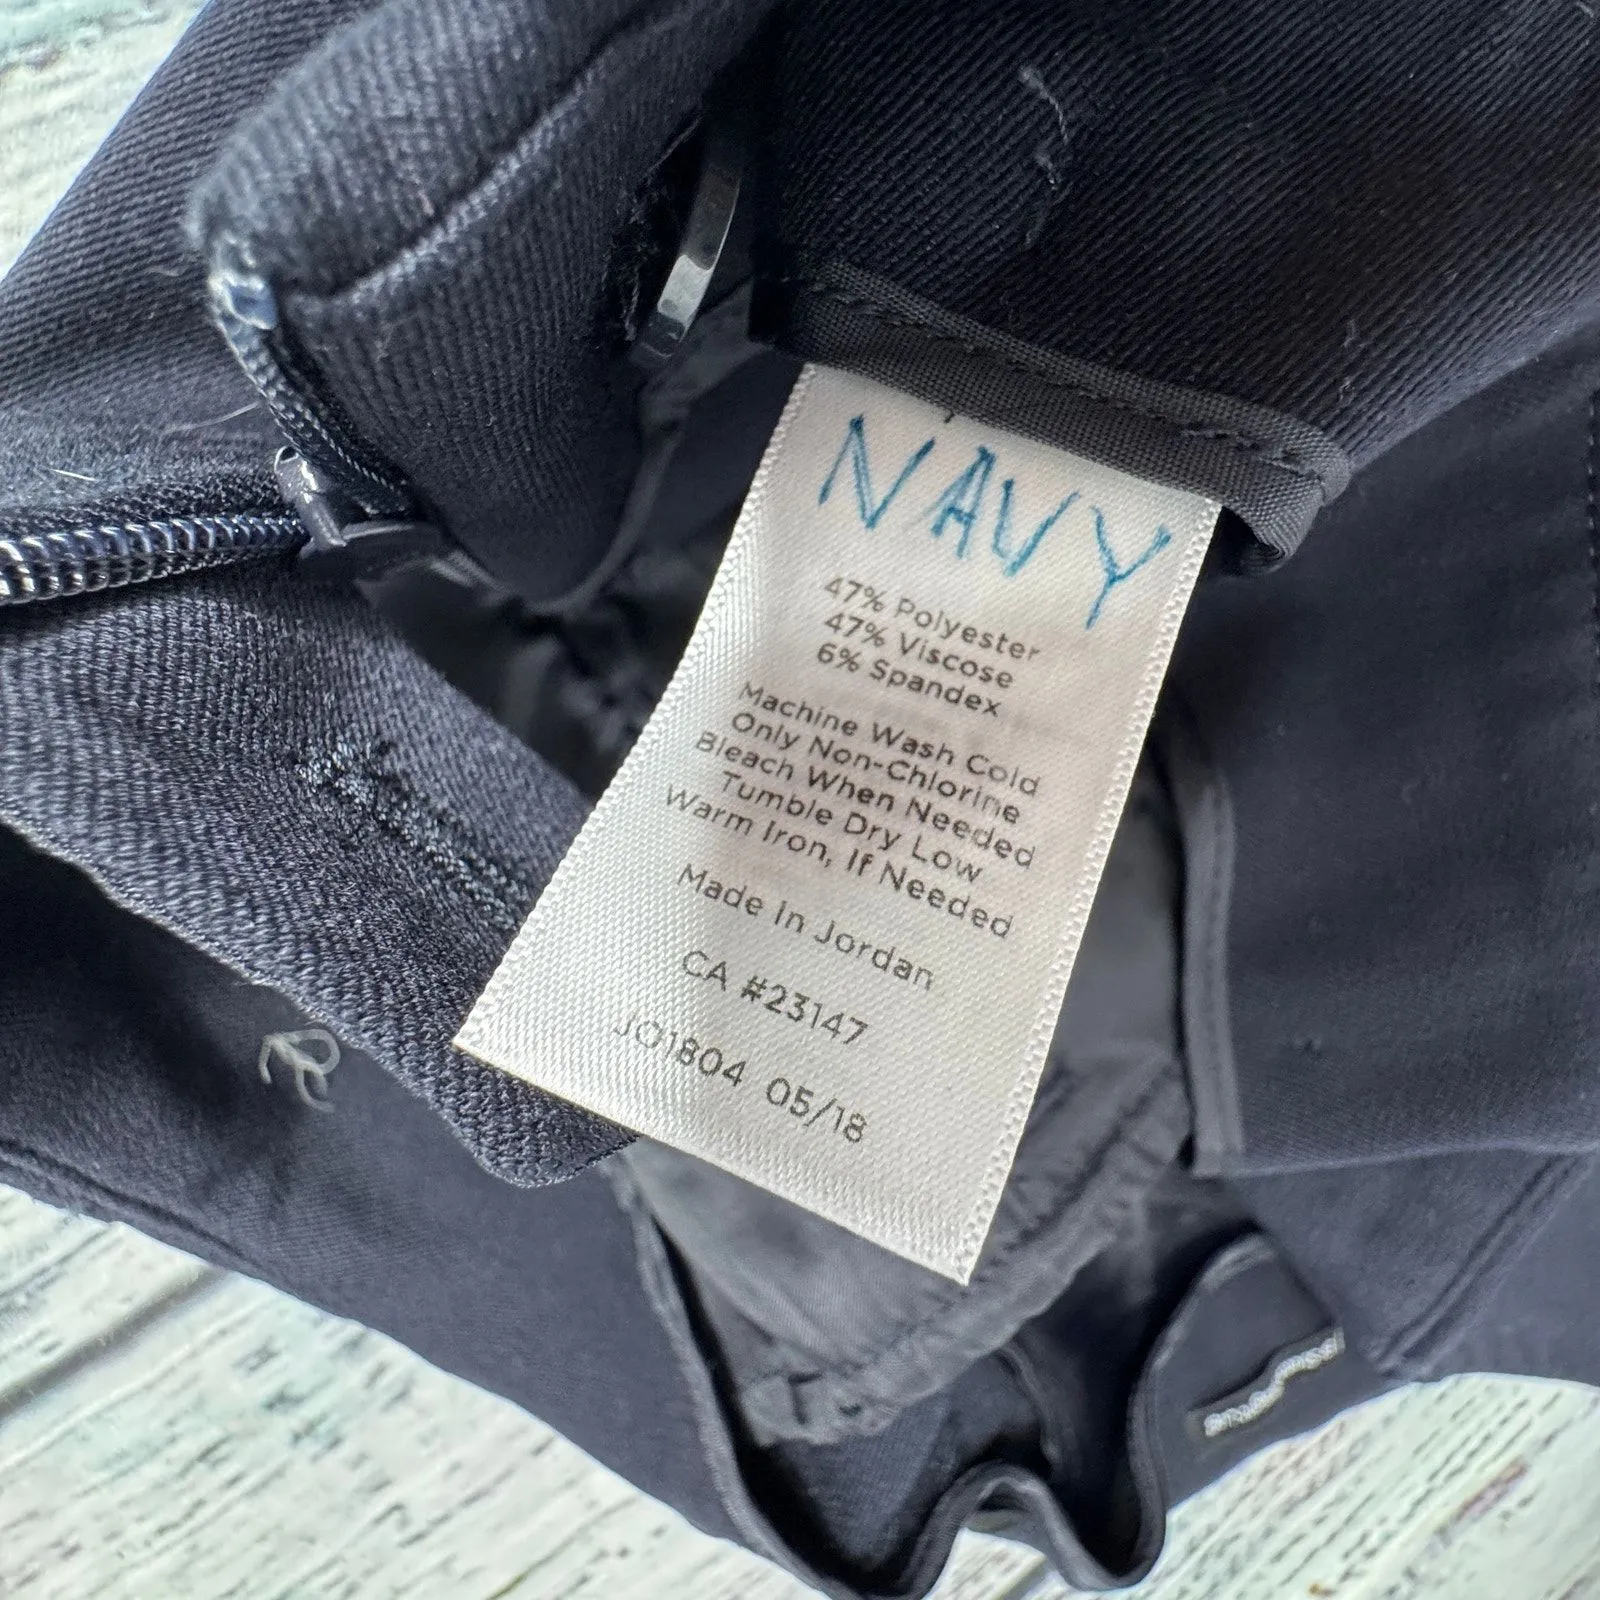 NAVY
47% Polyester
47% Viscose
6% Spandex
Machine Wash Cold
Only Non-Chlorine
Bleach When Needed
Tumble Dry Low
Warm Iron, If Needed
Made In Jordan
CA #23147
JO1804 05/18